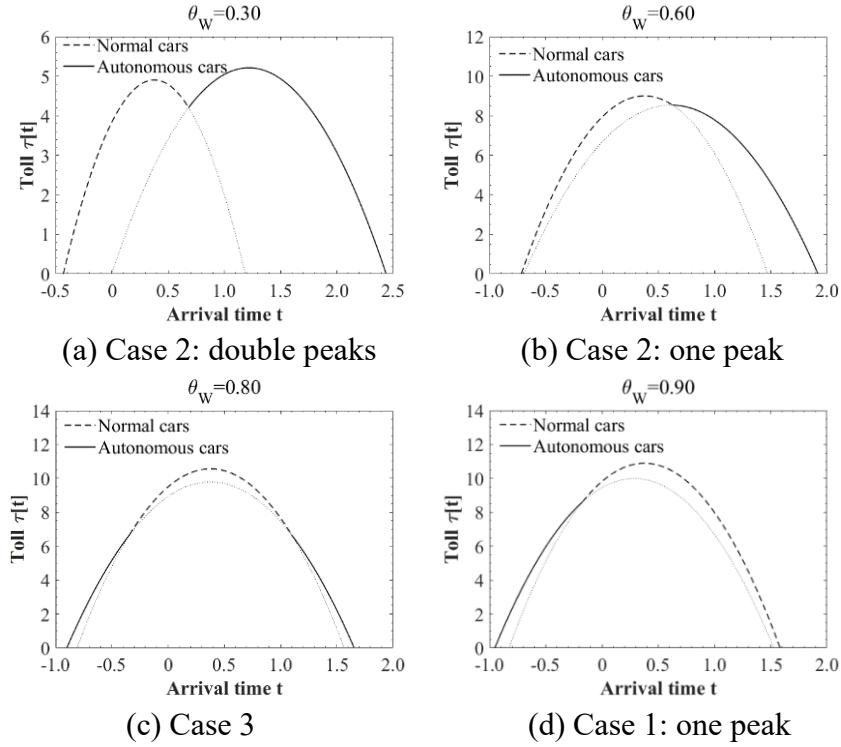 θ_W=0.30
6
5
4
3
2
1
0
Toll τ[t]
Normal cars
Autonomous cars
-0.5 0 0.5 1.0 1.5 2.0 2.5
Arrival time t
(a) Case 2: double peaks
θ_W=0.60
12
10
8
6
4
2
0
Toll τ[t]
Normal cars
Autonomous cars
-1.0 -0.5 0 0.5 1.0 1.5 2.0
Arrival time t
(b) Case 2: one peak
θ_W=0.80
14
12
10
8
6
4
2
0
Toll τ[t]
Normal cars
Autonomous cars
-1.0 -0.5 0 0.5 1.0 1.5 2.0
Arrival time t
(c) Case 3
θ_W=0.90
14
12
10
8
6
4
2
0
Toll τ[t]
Normal cars
Autonomous cars
-1.0 -0.5 0 0.5 1.0 1.5 2.0
Arrival time t
(d) Case 1: one peak